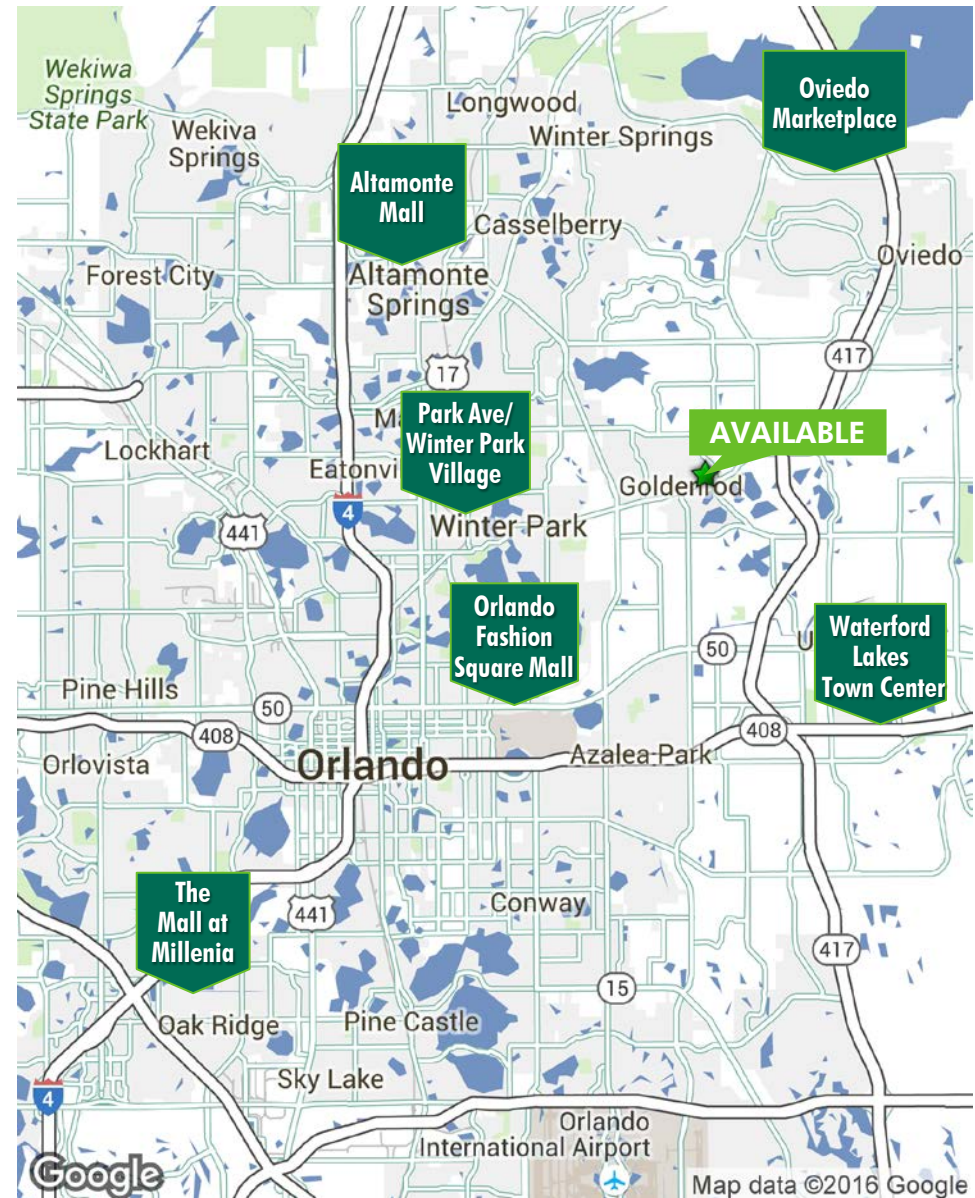 Wekiwa
Springs
State Park
Wekiva
Springs
Longwood
Winter Springs
Oviedo
Marketplace
Altamonte
Mall
Casselberry
Oviedo
Forest City
Altamonte
Springs
417
17
Park Ave/
Winter Park
Village
Ma
AVAILABLE
Lockhart
Eatonvi
Goldenrod
4
441
Winter Park
Orlando
Fashion
Square Mall
Waterford
Lakes
Town Center
50
U
Pine Hills
50
408
408
Orlovista
Orlando
Azalea Park
The
Mall at
Millenia
441
Conway
417
15
Oak Ridge
Pine Castle
Sky Lake
4
Orlando
International Airport
Google
Map data ©2016 Google